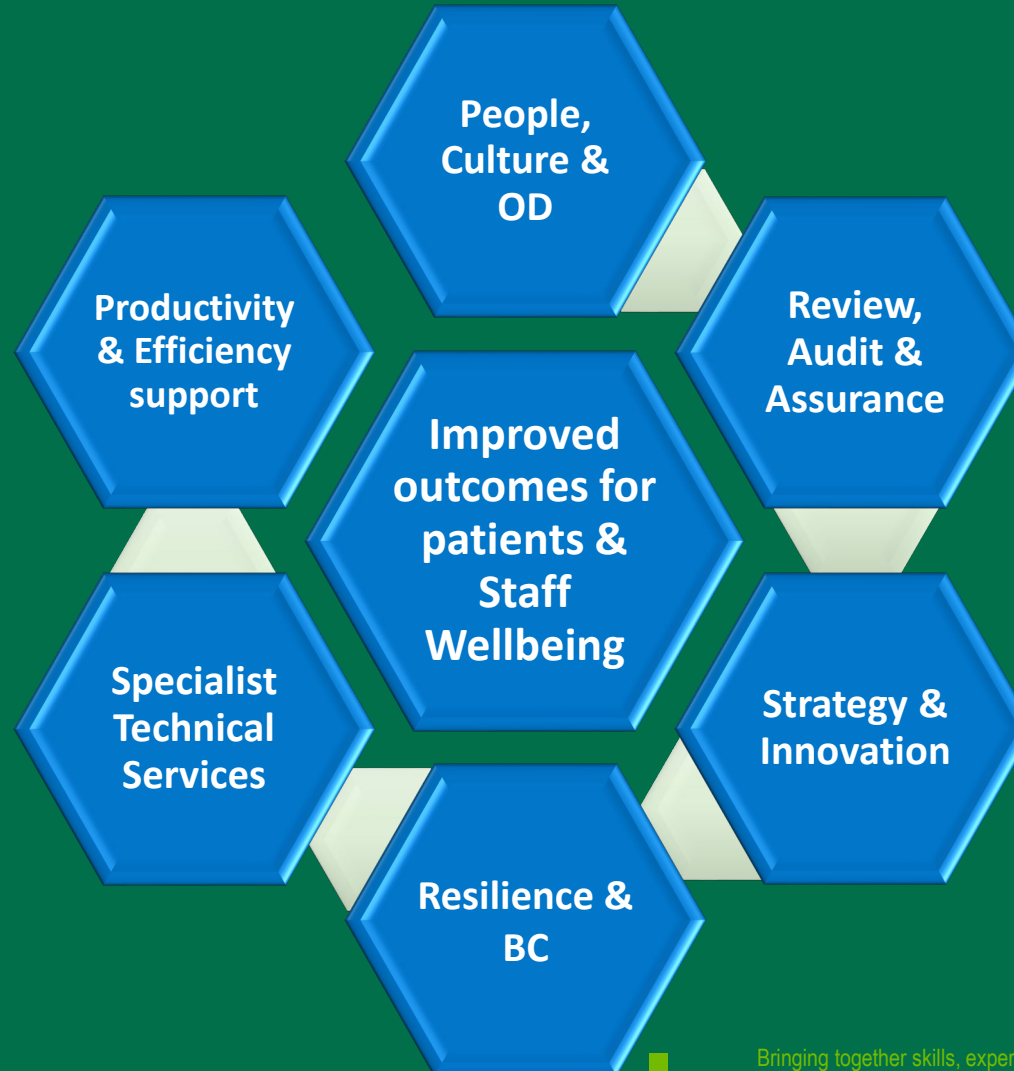 People,
Culture &
OD
Productivity
& Efficiency
support
Review,
Audit &
Assurance
Improved
outcomes for
patients &
Staff
Wellbeing
Specialist
Technical
Services
Strategy &
Innovation
Resilience &
BC
Bringing together skills,